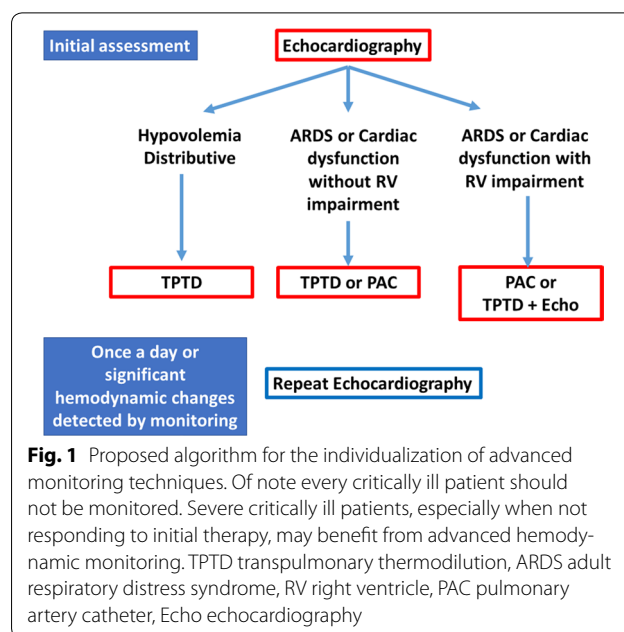 Initial assessment
Echocardiography
Hypovolemia
Distributive
ARDS or Cardiac
dysfunction
without RV
impairment
ARDS or Cardiac
dysfunction with
RV impairment
TPTD
TPTD or PAC
PAC or
TPTD + Echo
Once a day or
significant
hemodynamic changes
detected by monitoring
Repeat Echocardiography
Fig. 1 Proposed algorithm for the individualization of advanced
monitoring techniques. Of note every critically ill patient should
not be monitored. Severe critically ill patients, especially when not
responding to initial therapy, may benefit from advanced hemody-
namic monitoring. TPTD transpulmonary thermodilution, ARDS adult
respiratory distress syndrome, RV right ventricle, PAC pulmonary
artery catheter, Echo echocardiography